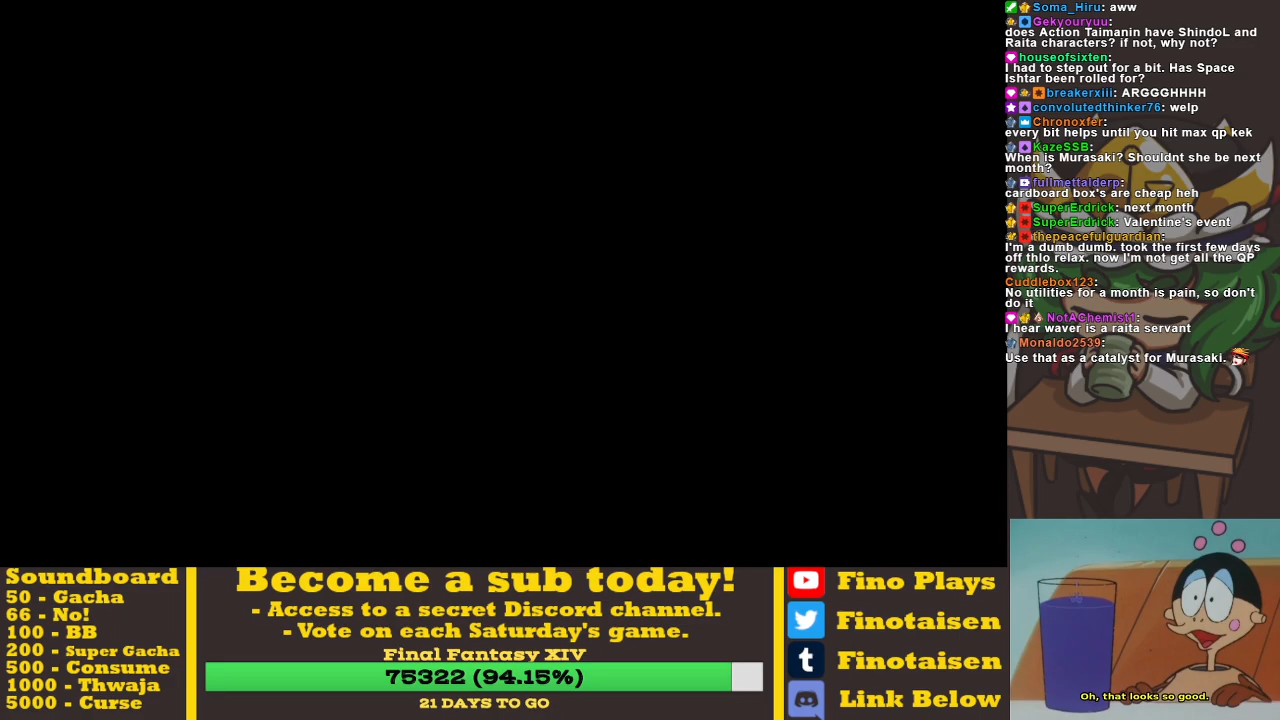 Soma_Hiru: aww
Gekyouryuu:
does Action Taimanin have ShindoL and
Raita characters? if not, why not?
houseofsixten:
I had to step out for a bit. Has Space
Ishtar been rolled for?
breakerxiii: ARGGGHHHH
convolutedthinker76: welp
Chronoxfer:
every bit helps until you hit max qp kek
KazeSSB:
When is Murasaki? Shouldnt she be next
month?
fullmettalderp:
cardboard box's are cheap heh
SuperErdrick: next month
SuperErdrick: Valentine's event
thepeacefulguardian:
I'm a dumb dumb. took the first few days
off thlo relax. now I'm not get all the QP
rewards.
Cuddlebox123:
No utilities for a month is pain, so don't
do it
NotAChemist1:
I hear waver is a raita servant
Monaldo2539:
Use that as a catalyst for Murasaki.
Soundboard
50 - Gacha
66 - No!
100 - BB
200 - Super Gacha
500 - Consume
1000 - Thwaja
5000 - Curse
Become a sub today!
- Access to a secret Discord channel.
- Vote on each Saturday's game.
Final Fantasy XIV
75322 (94.15%)
21 DAYS TO GO
Fino Plays
Finotaisen
Finotaisen
Link Below
Oh, that looks so good.